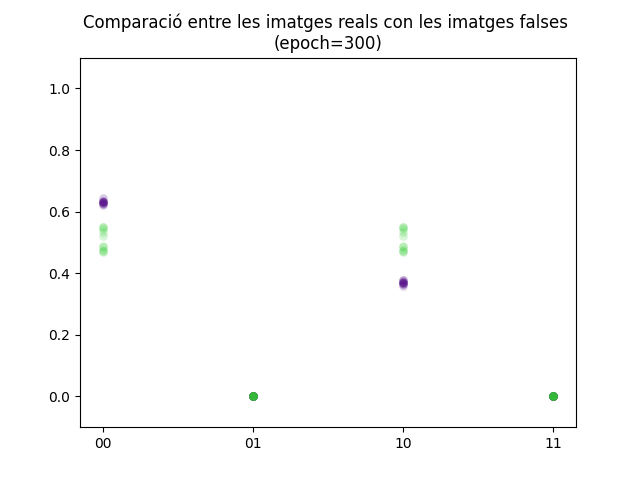 Comparació entre les imatges reals con les imatges falses
(epoch=300)
1.0
0.8
0.6
0.4
0.2
0.0
00 01 10 11